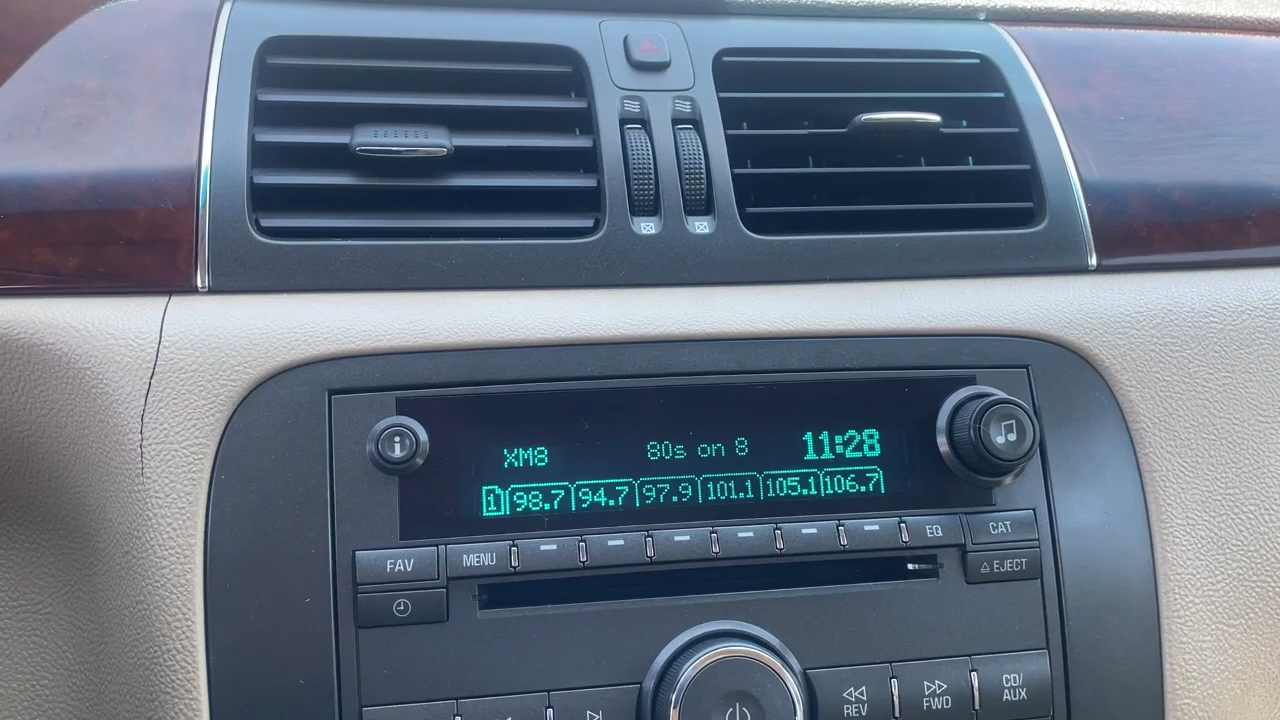 XM8 80s on 8 11:28
1 98.7 94.7 97.9 101.1 105.1 106.7
FAV MENU EQ CAT
EJECT
REV FWD CD/
AUX